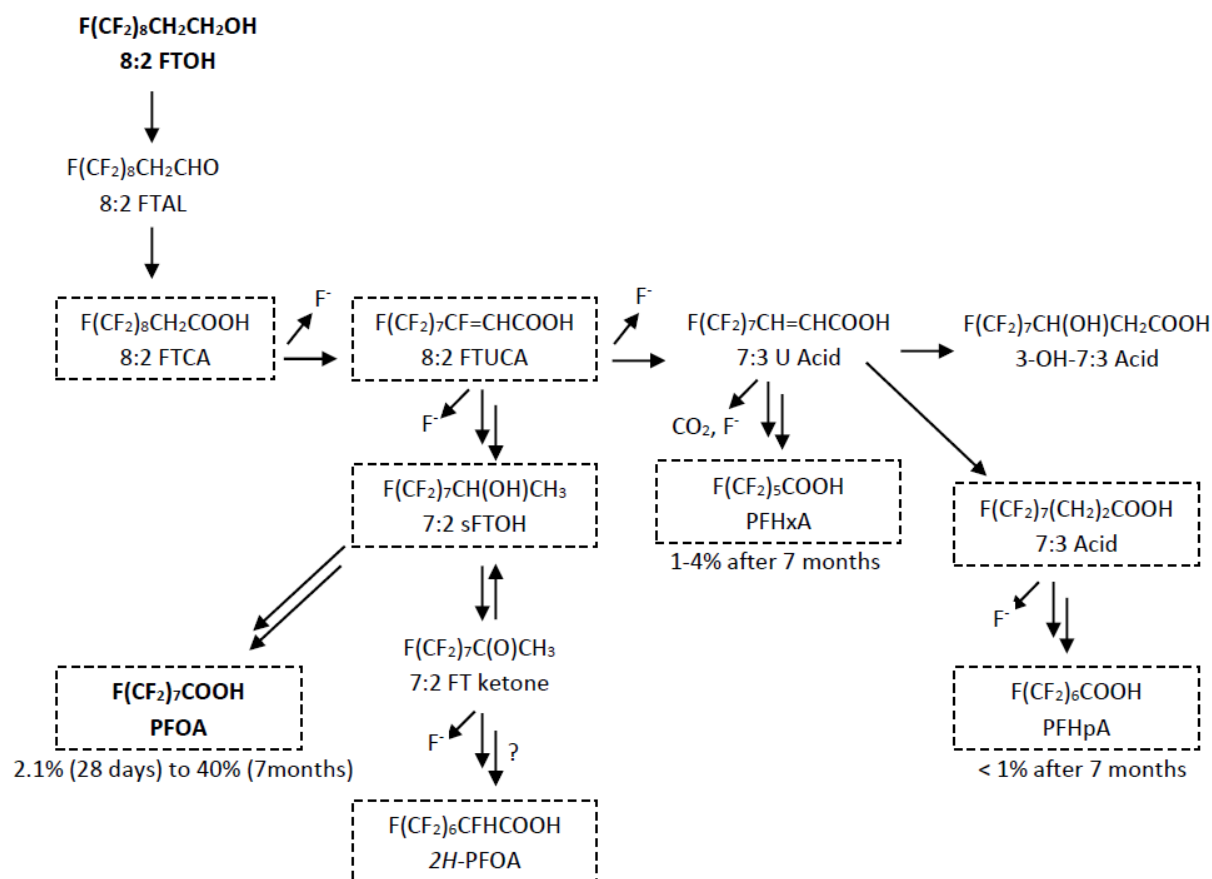 F(CF₂)₈CH₂CH₂OH
8:2 FTOH
F(CF₂)₈CH₂CHO
8:2 FTAL
F⁻
F⁻
F(CF₂)₈CH₂COOH
8:2 FTCA
F(CF₂)₇CF=CHCOOH
8:2 FTUCA
F(CF₂)₇CH=CHCOOH
7:3 U Acid
F(CF₂)₇CH(OH)CH₂COOH
3-OH-7:3 Acid
F⁻
CO₂, F⁻
F(CF₂)₇CH(OH)CH₃
7:2 sFTOH
F(CF₂)₅COOH
PFHxA
1-4% after 7 months
F(CF₂)₇(CH₂)₂COOH
7:3 Acid
F⁻
F(CF₂)₇C(O)CH₃
7:2 FT ketone
F(CF₂)₇COOH
PFOA
2.1% (28 days) to 40% (7months)
F(CF₂)₆COOH
PFHpA
< 1% after 7 months
F⁻
?
F(CF₂)₆CFHCOOH
2H-PFOA